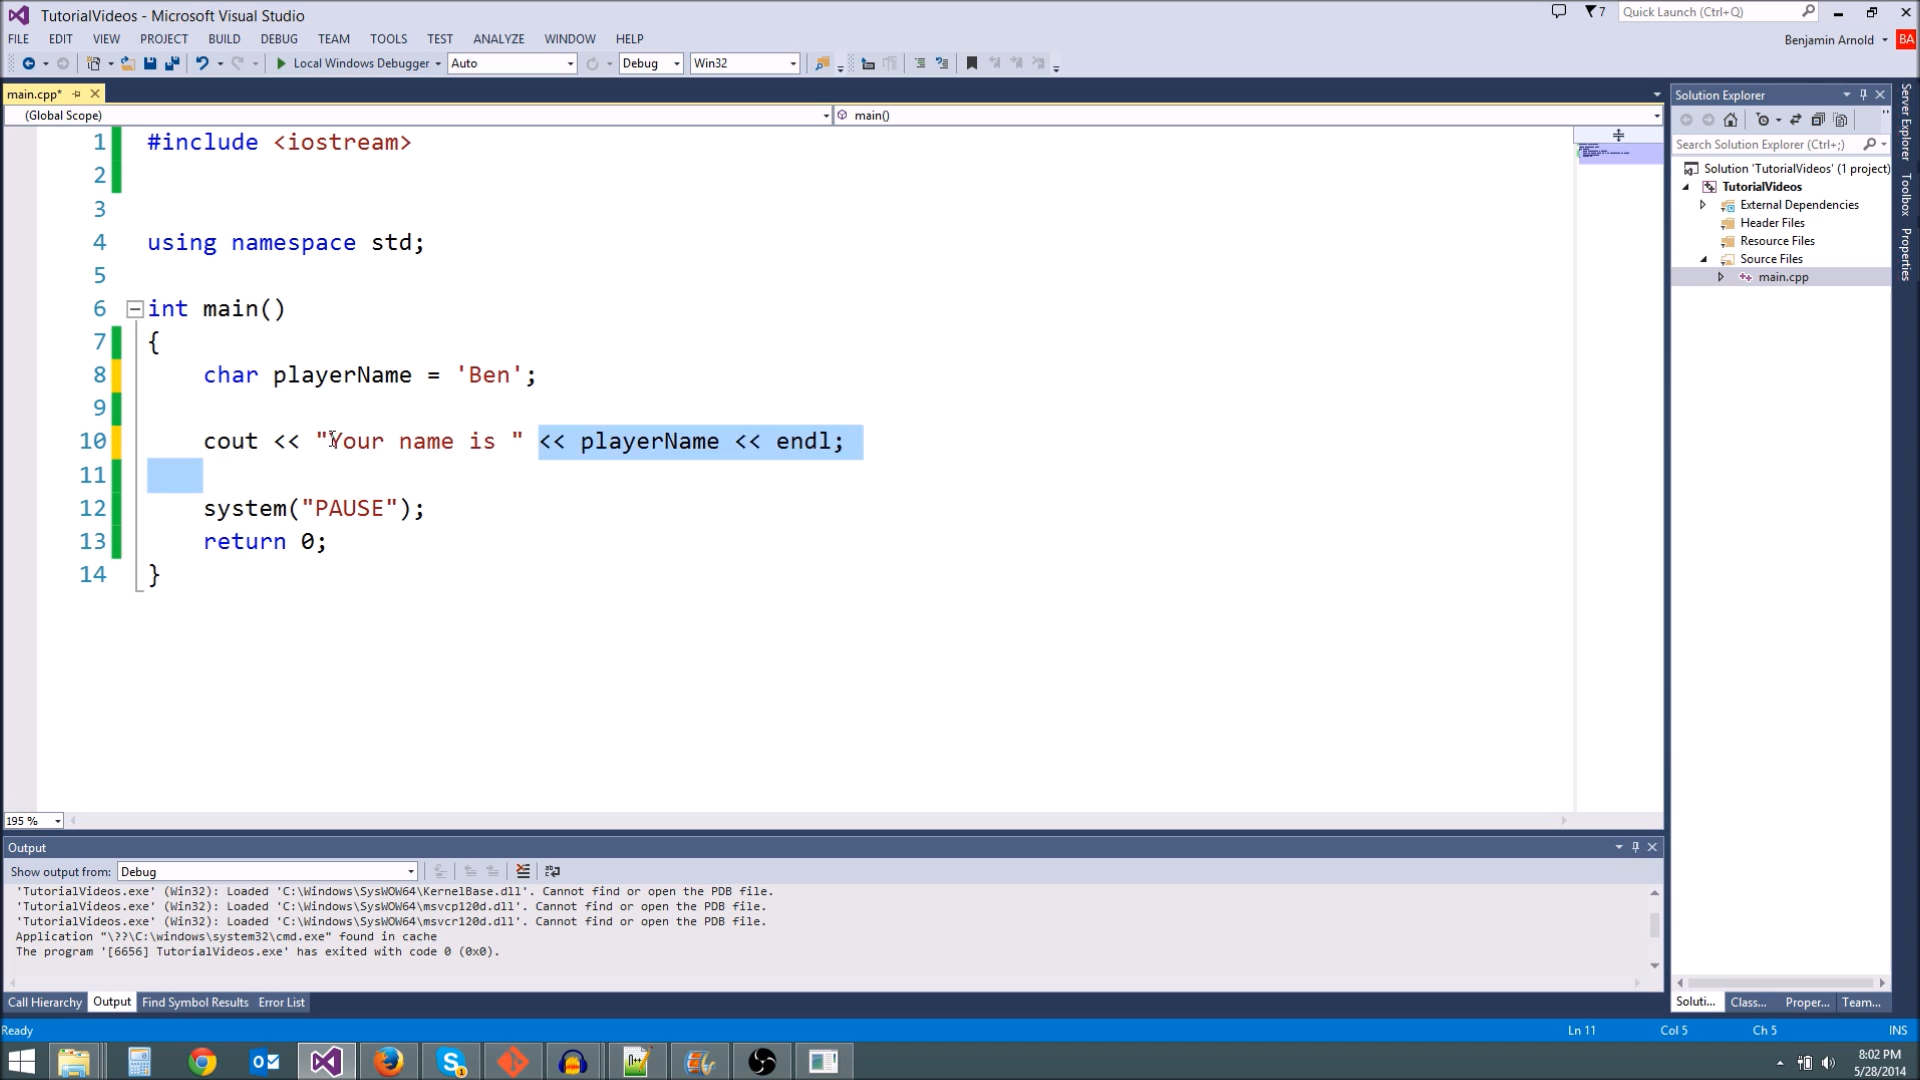 TutorialVideos - Microsoft Visual Studio
7
Quick Launch (Ctrl+Q)
FILE EDIT VIEW PROJECT BUILD DEBUG TEAM TOOLS TEST ANALYZE WINDOW HELP
Benjamin Arnold BA
Local Windows Debugger Auto Debug Win32
main.cpp*
(Global Scope) main()
1 #include <iostream>
2
3
4 using namespace std;
5
6 int main()
7 {
8 char playerName = 'Ben';
9
10 cout << "Your name is " << playerName << endl;
11
12 system("PAUSE");
13 return 0;
14 }
195 %
Solution Explorer
Search Solution Explorer (Ctrl+;)
Solution 'TutorialVideos' (1 project)
TutorialVideos
External Dependencies
Header Files
Resource Files
Source Files
main.cpp
Server Explorer
Toolbox
Properties
Output
Show output from: Debug
'TutorialVideos.exe' (Win32): Loaded 'C:\Windows\SysWOW64\KernelBase.dll'. Cannot find or open the PDB file.
'TutorialVideos.exe' (Win32): Loaded 'C:\Windows\SysWOW64\msvcp120d.dll'. Cannot find or open the PDB file.
'TutorialVideos.exe' (Win32): Loaded 'C:\Windows\SysWOW64\msvcr120d.dll'. Cannot find or open the PDB file.
Application "\??\C:\windows\system32\cmd.exe" found in cache
The program '[6656] TutorialVideos.exe' has exited with code 0 (0x0).
Call Hierarchy Output Find Symbol Results Error List
Soluti... Class... Proper... Team...
Ready Ln 11 Col 5 Ch 5 INS
8:02 PM
5/28/2014